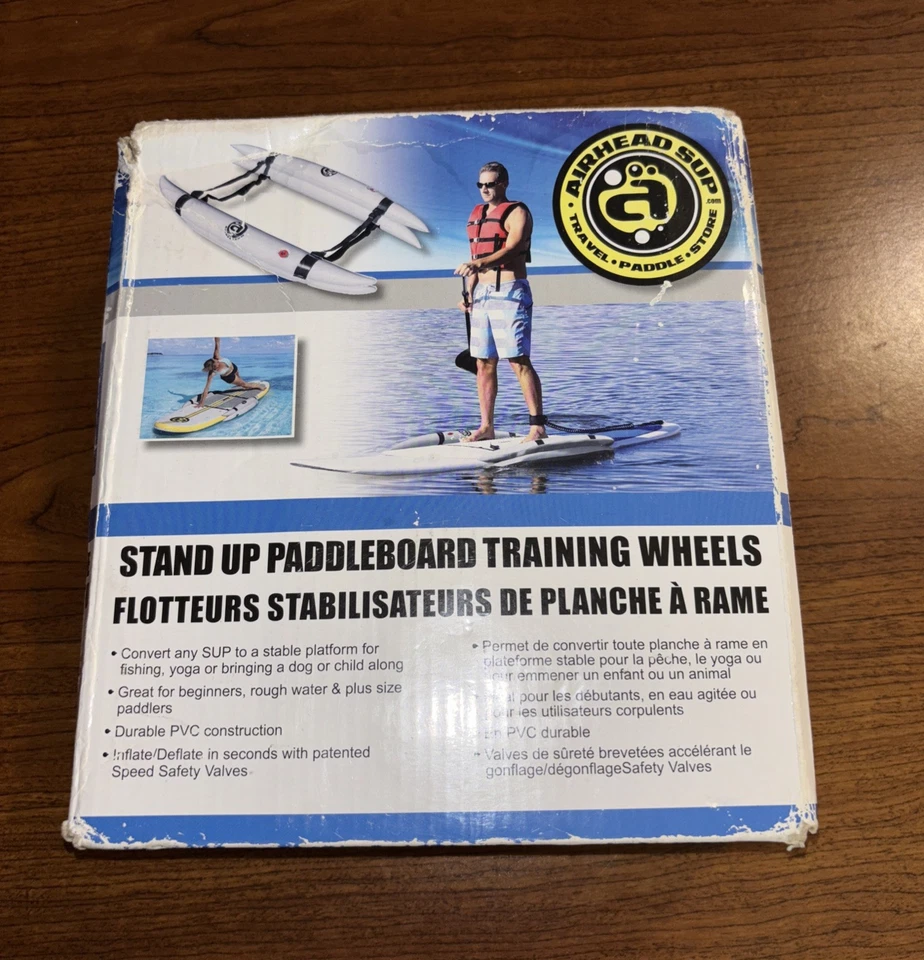 AIRHEAD SUP
.com
TRAVEL • PADDLE • STORE
a
STAND UP PADDLEBOARD TRAINING WHEELS
FLOTTEURS STABILISATEURS DE PLANCHE À RAME
• Convert any SUP to a stable platform for
fishing, yoga or bringing a dog or child along
• Great for beginners, rough water & plus size
paddlers
• Durable PVC construction
• Inflate/Deflate in seconds with patented
Speed Safety Valves
• Permet de convertir toute planche à rame en
plateforme stable pour la pêche, le yoga ou
pour emmener un enfant ou un animal
pour les débutants, en eau agitée ou
pour les utilisateurs corpulents
en PVC durable
• Valves de sûreté brevetées accélérant le
gonflage/dégonflageSafety Valves